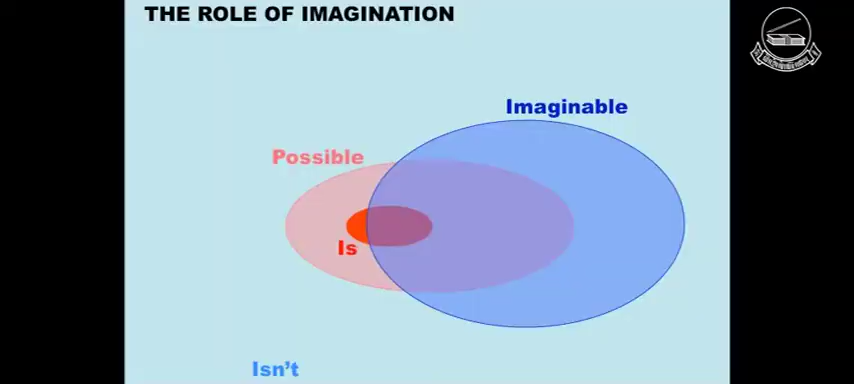 THE ROLE OF IMAGINATION
Imaginable
Possible
Is
Isn't